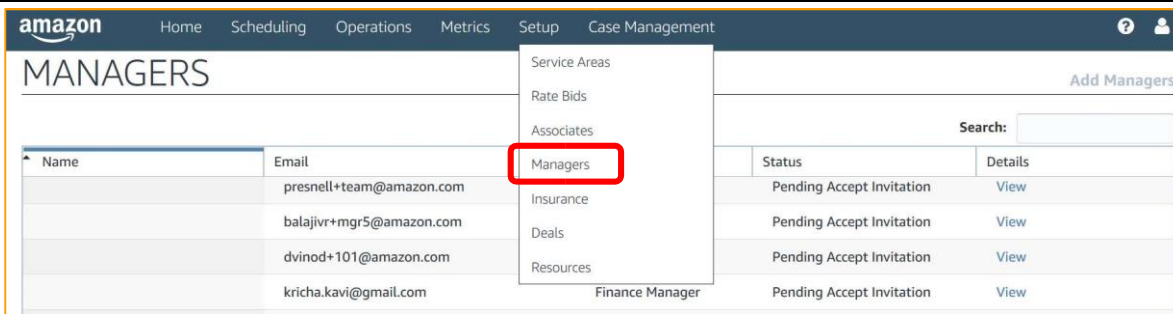 amazon Home Scheduling Operations Metrics Setup Case Management ?
MANAGERS
Add Managers
Service Areas
Rate Bids
Associates
Managers
Insurance
Deals
Resources
Search:
Name Email Status Details
presnell+team@amazon.com Pending Accept Invitation View
balajivr+mgr5@amazon.com Pending Accept Invitation View
dvinod+101@amazon.com Pending Accept Invitation View
kricha.kavi@gmail.com Finance Manager Pending Accept Invitation View